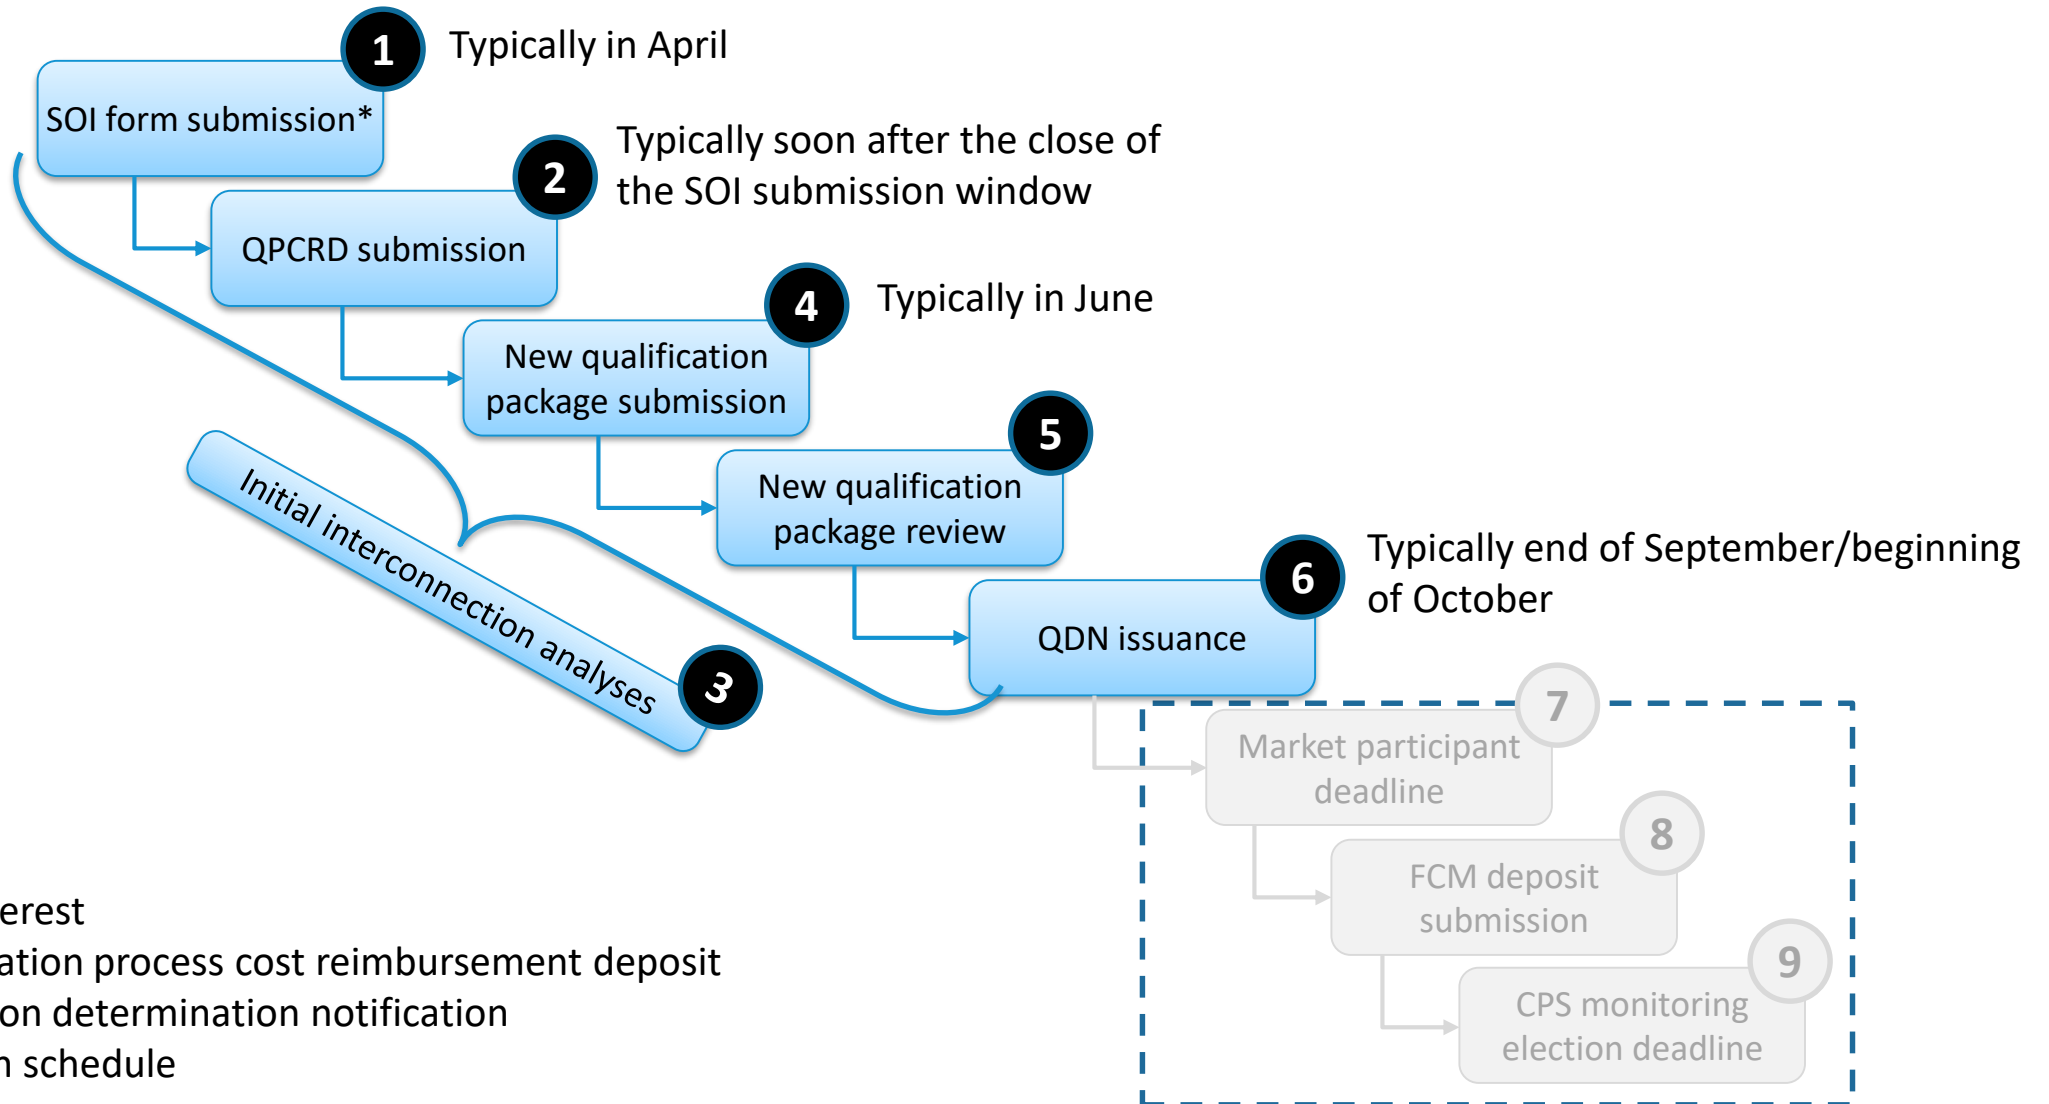 1
Typically in April
SOI form submission*
2
Typically soon after the close of
the SOI submission window
QPCRD submission
4
Typically in June
New qualification
package submission
5
New qualification
package review
3
Initial interconnection analyses
6
Typically end of September/beginning
of October
QDN issuance
7
Market participant
deadline
8
FCM deposit
submission
9
CPS monitoring
election deadline
erest
ation process cost reimbursement deposit
on determination notification
schedule